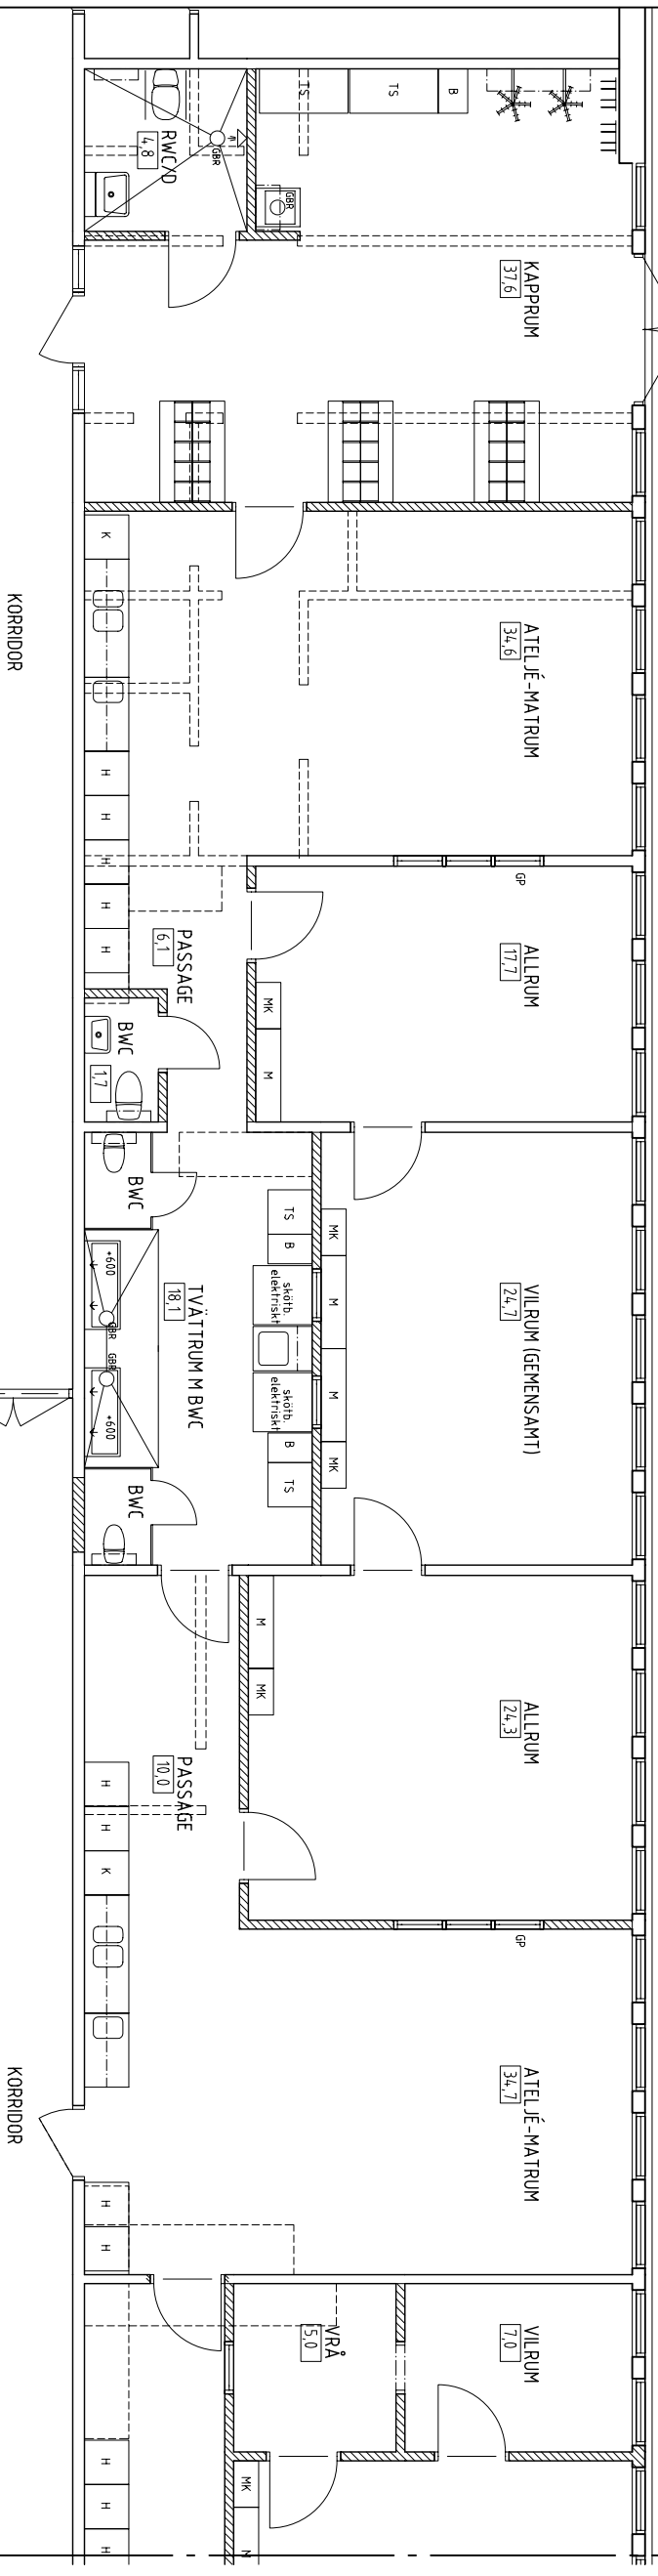 TS
TS
B
RWC/D
4,8
GBR
GBR
KAPPRUM
37,6
KORRIDOR
ATELJÉ-MATRUM
34,6
K
H
H
H
H
H
GP
ALLRUM
17,7
PASSAGE
6,1
MK
M
BWC
1,7
BWC
TS
B
skötb.
elektriskt
skötb.
elektriskt
B
TS
MK
M
M
MK
VILRUM (GEMENSAMT)
24,7
TVÄTTRUM M BWC
18,1
+600
GBR
GBR
+600
BWC
M
MK
ALLRUM
24,3
PASSAGE
10,0
H
H
K
GP
ATELJÉ-MATRUM
34,7
KORRIDOR
H
H
VILRUM
7,0
VRÅ
5,0
H
H
H
MK
M